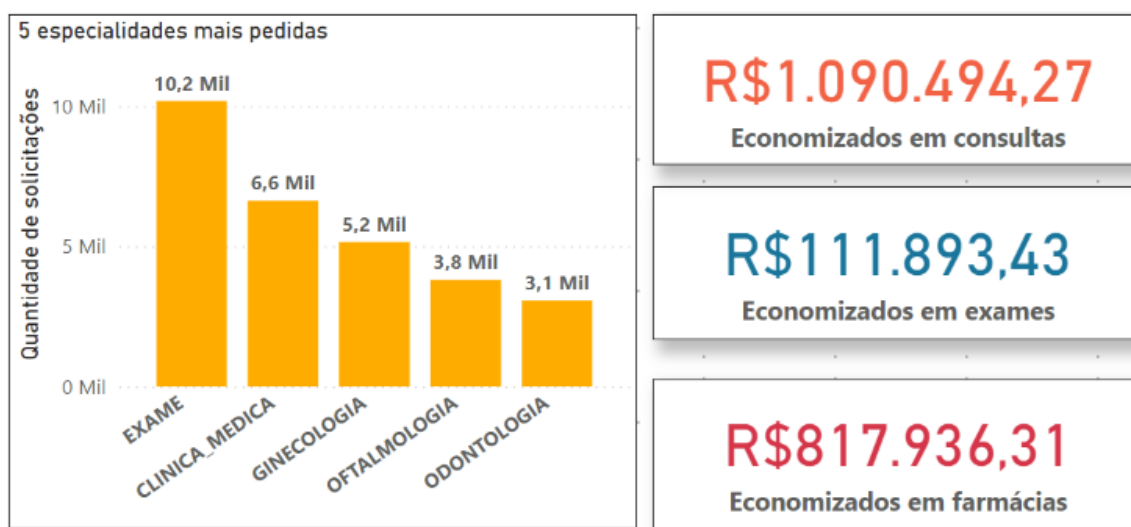 5 especialidades mais pedidas
Quantidade de solicitações
10 Mil
5 Mil
0 Mil
10,2 Mil
6,6 Mil
5,2 Mil
3,8 Mil
3,1 Mil
EXAME
CLINICA_MEDICA
GINECOLOGIA
OFTALMOLOGIA
ODONTOLOGIA
R$1.090.494,27
Economizados em consultas
R$111.893,43
Economizados em exames
R$817.936,31
Economizados em farmácias